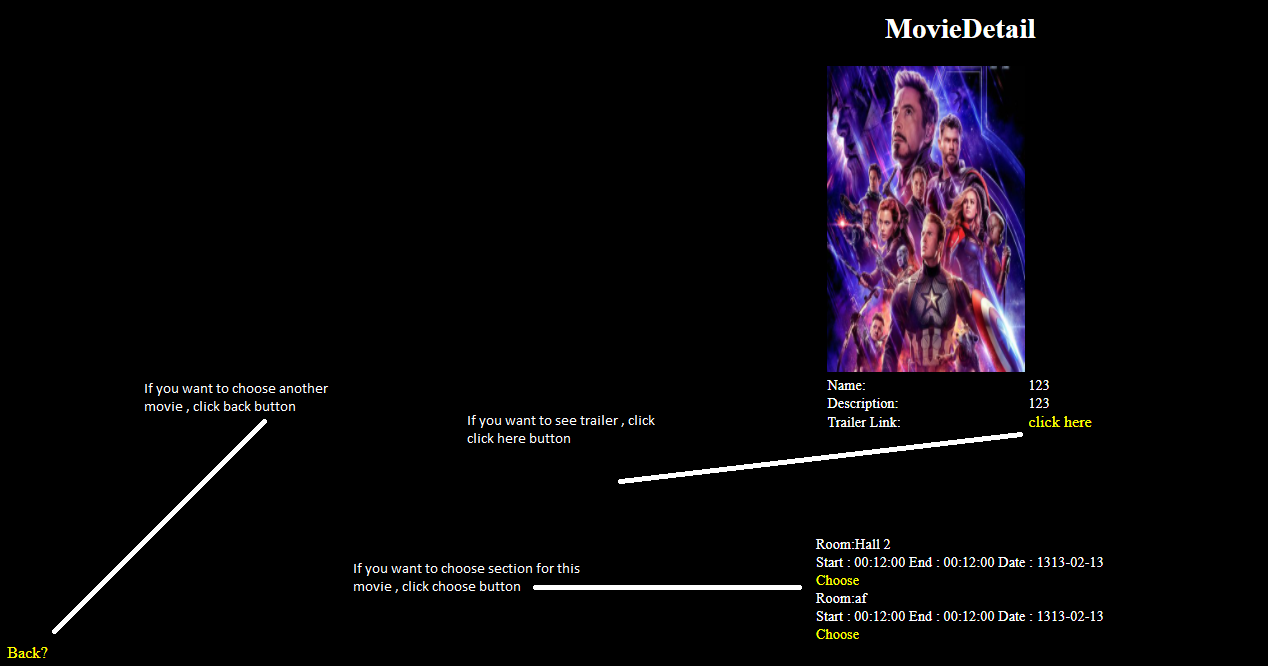 MovieDetail
Name: 123
Description: 123
Trailer Link: click here
If you want to choose another
movie , click back button
If you want to see trailer , click
click here button
Room:Hall 2
Start : 00:12:00 End : 00:12:00 Date : 1313-02-13
Choose
Room:af
Start : 00:12:00 End : 00:12:00 Date : 1313-02-13
Choose
If you want to choose section for this
movie , click choose button
Back?